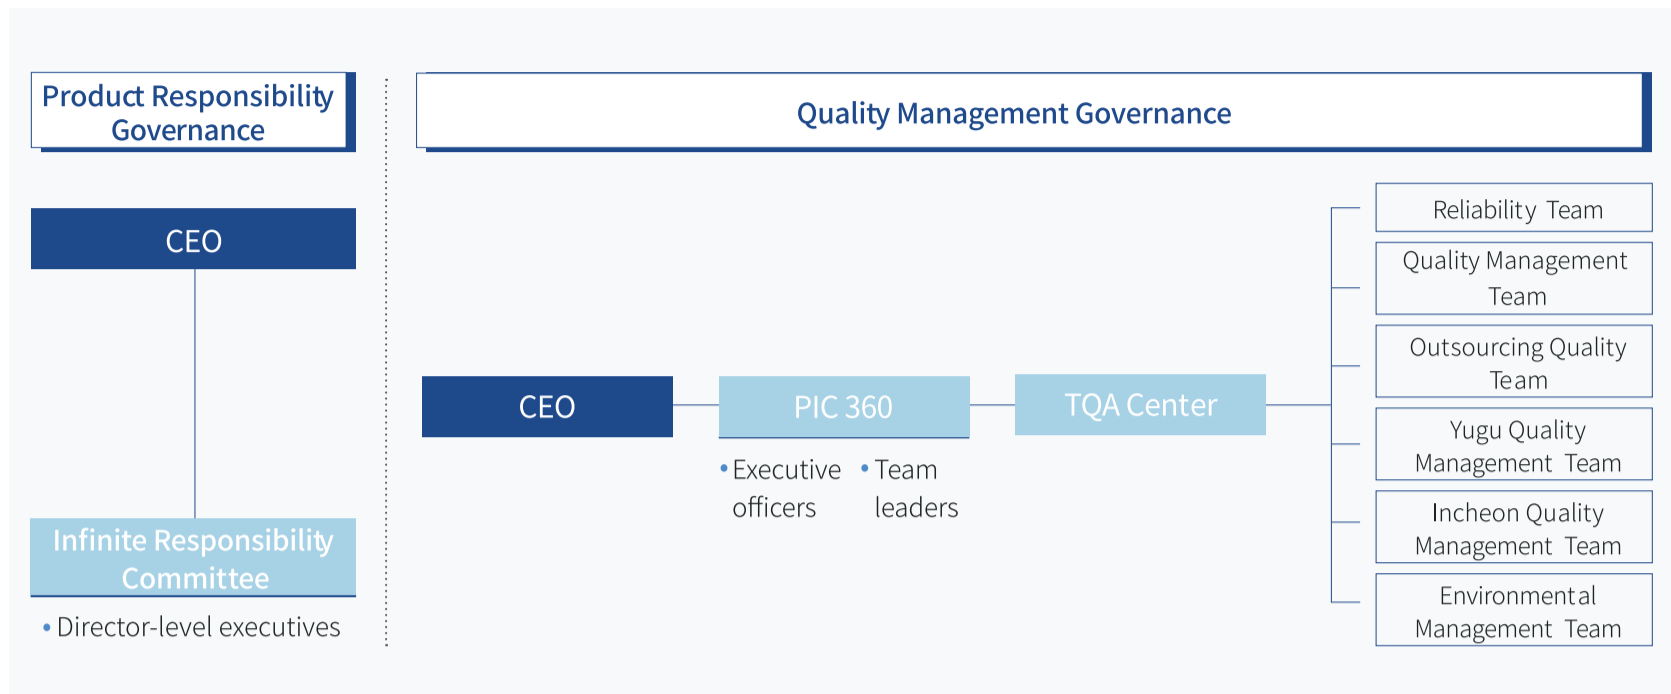 Product Responsibility
Governance
CEO
Infinite Responsibility
Committee
• Director-level executives
Quality Management Governance
CEO
PIC 360
• Executive
officers
• Team
leaders
TQA Center
Reliability Team
Quality Management
Team
Outsourcing Quality
Team
Yugu Quality
Management Team
Incheon Quality
Management Team
Environmental
Management Team